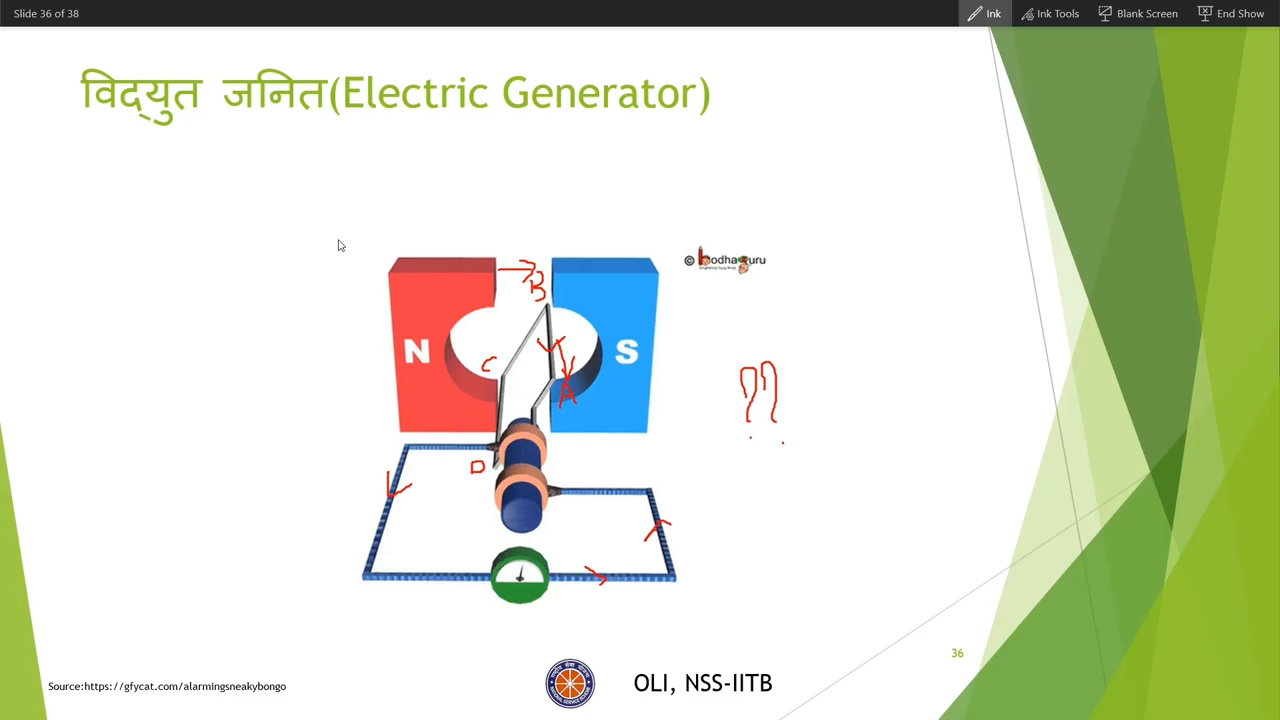 Slide 36 of 38
Ink
Ink Tools
Blank Screen
End Show
विद्युत जनित(Electric Generator)
© bodhaguru
B
N
S
C
A
??
D
36
Source:https://gfycat.com/alarmingsneakybongo
OLI, NSS-IITB